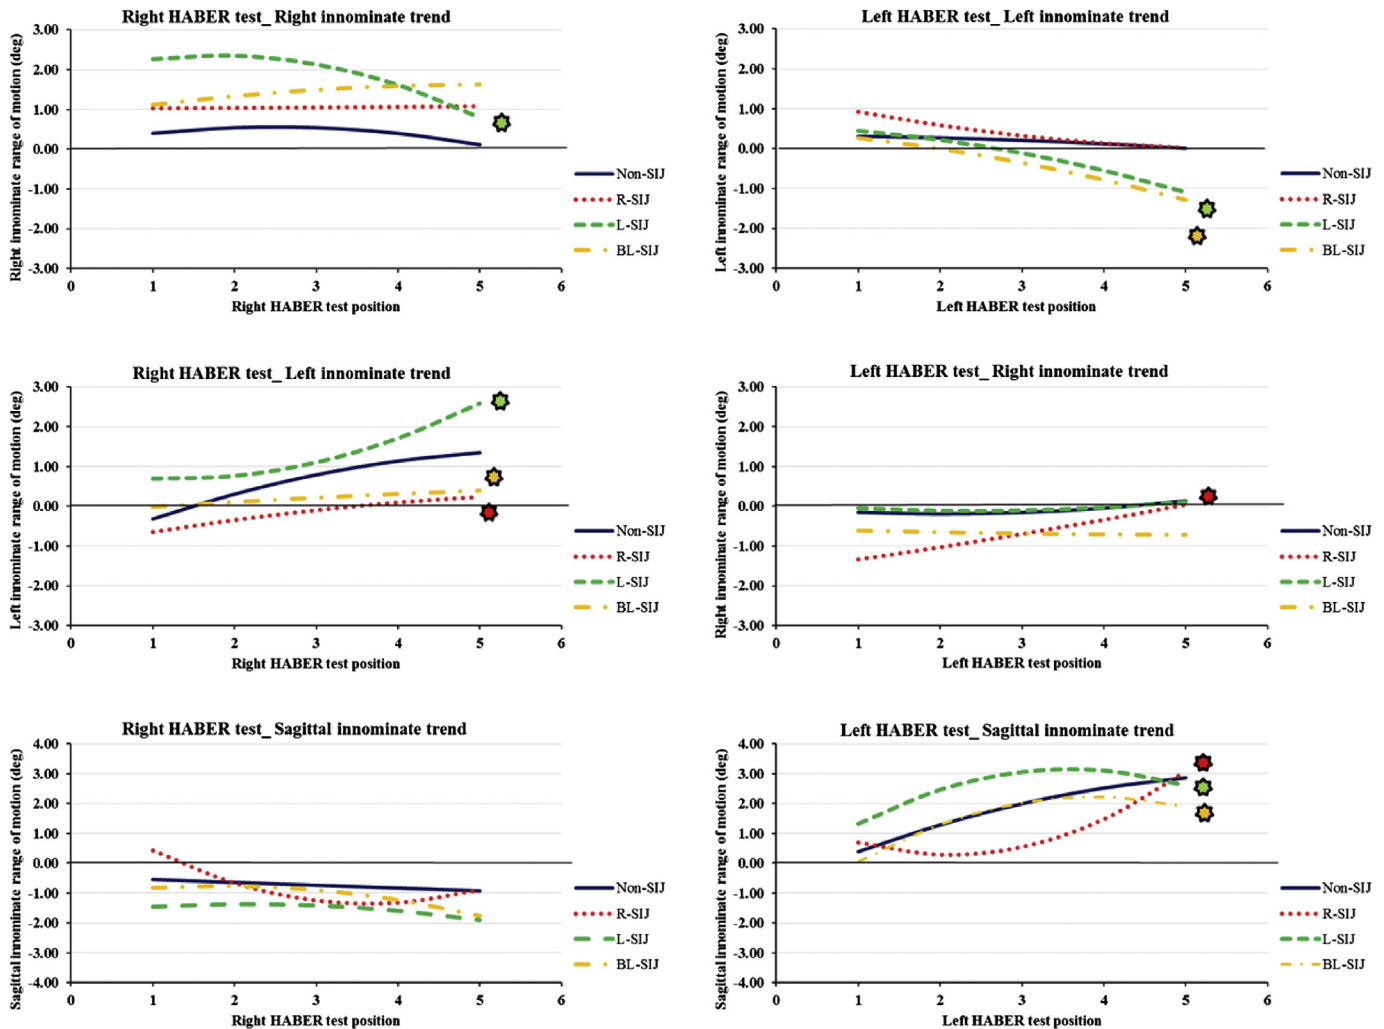 Right HABER test_ Right innominate trend
Right innominate range of motion (deg)
3.00
2.00
1.00
0.00
-1.00
-2.00
-3.00
0 1 2 3 4 5 6
Right HABER test position
Non-SIJ
R-SIJ
L-SIJ
BL-SIJ
Left HABER test_ Left innominate trend
Left innominate range of motion (deg)
3.00
2.00
1.00
0.00
-1.00
-2.00
-3.00
0 1 2 3 4 5 6
Left HABER test position
Non-SIJ
R-SIJ
L-SIJ
BL-SIJ
Right HABER test_ Left innominate trend
Left innominate range of motion (deg)
3.00
2.00
1.00
0.00
-1.00
-2.00
-3.00
0 1 2 3 4 5 6
Right HABER test position
Non-SIJ
R-SIJ
L-SIJ
BL-SIJ
Left HABER test_ Right innominate trend
Right innominate range of motion (deg)
3.00
2.00
1.00
0.00
-1.00
-2.00
-3.00
0 1 2 3 4 5 6
Left HABER test position
Non-SIJ
R-SIJ
L-SIJ
BL-SIJ
Right HABER test_ Sagittal innominate trend
Sagittal innominate range of motion (deg)
4.00
3.00
2.00
1.00
0.00
-1.00
-2.00
-3.00
-4.00
0 1 2 3 4 5 6
Right HABER test position
Non-SIJ
R-SIJ
L-SIJ
BL-SIJ
Left HABER test_ Sagittal innominate trend
Sagittal innominate range of motion (deg)
4.00
3.00
2.00
1.00
0.00
-1.00
-2.00
-3.00
-4.00
0 1 2 3 4 5 6
Left HABER test position
Non-SIJ
R-SIJ
L-SIJ
BL-SIJ